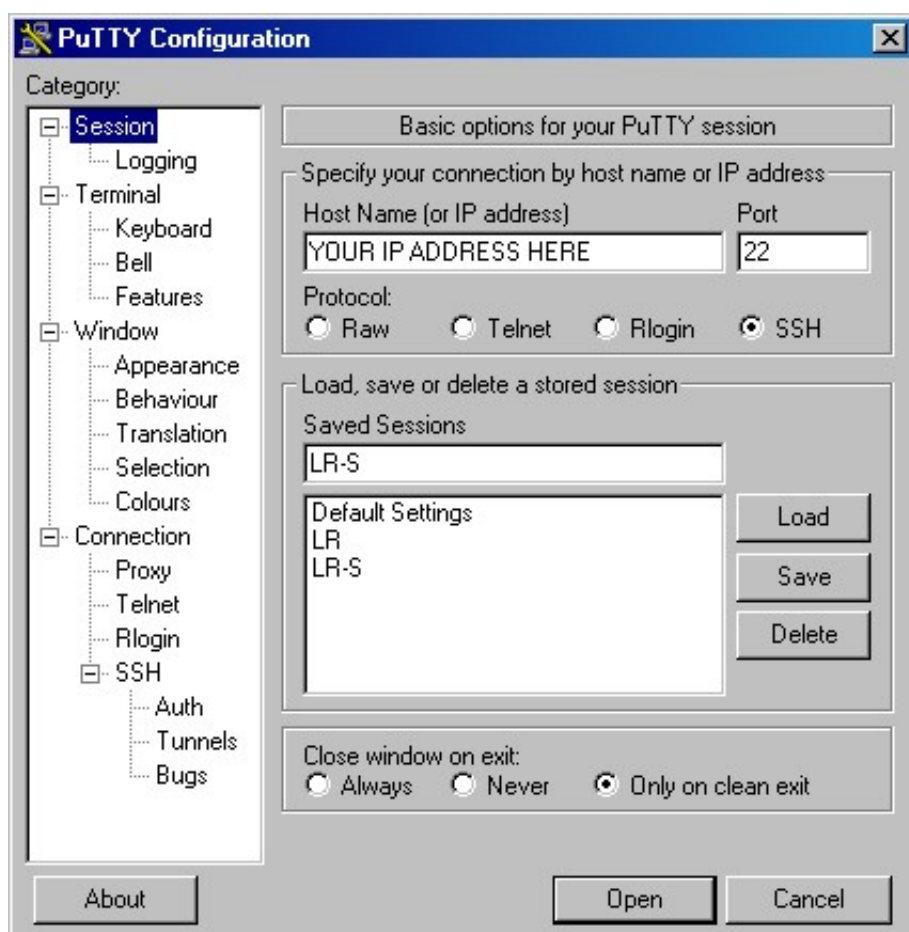 PuTTY Configuration
Category:
Session
Logging
Terminal
Keyboard
Bell
Features
Window
Appearance
Behaviour
Translation
Selection
Colours
Connection
Proxy
Telnet
Rlogin
SSH
Auth
Tunnels
Bugs
Basic options for your PuTTY session
Specify your connection by host name or IP address
Host Name (or IP address) Port
YOUR IP ADDRESS HERE 22
Protocol:
Raw Telnet Rlogin SSH
Load, save or delete a stored session
Saved Sessions
LR-S
Default Settings
LR
LR-S
Load
Save
Delete
Close window on exit:
Always Never Only on clean exit
About Open Cancel